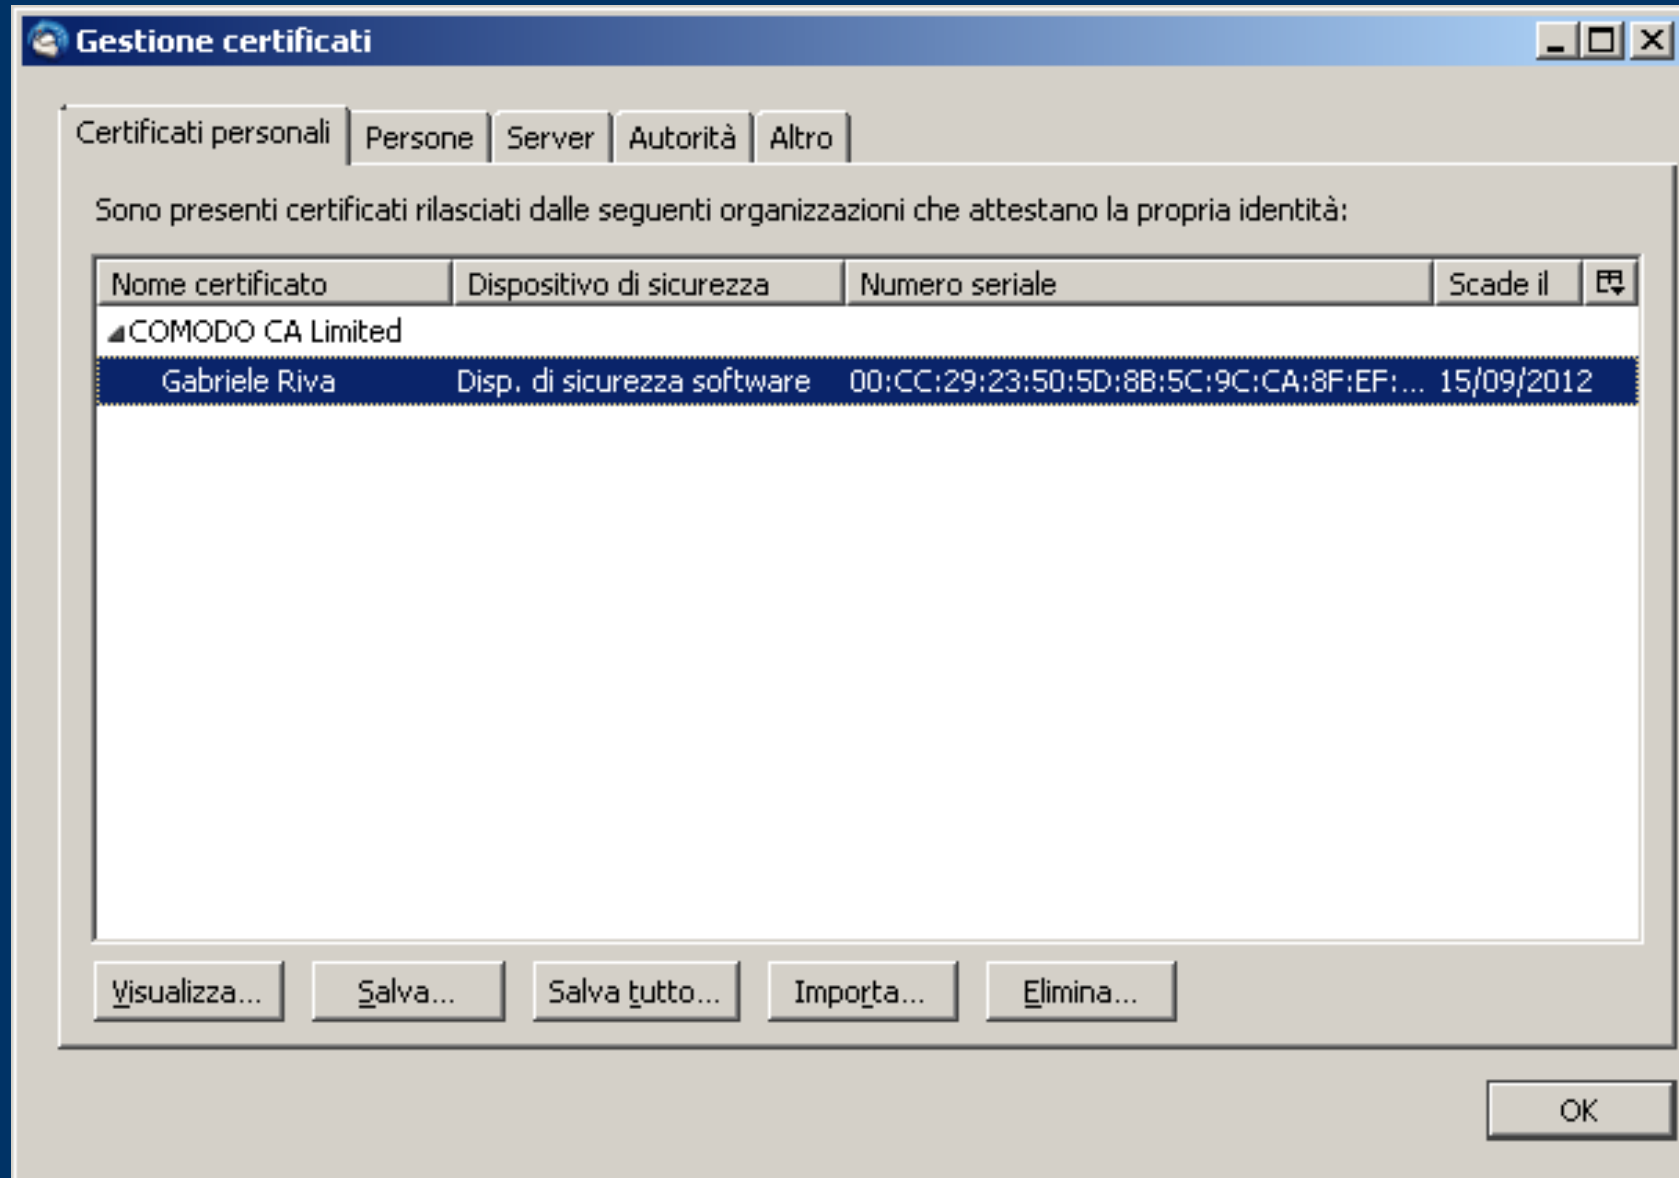 Gestione certificati
Certificati personali Persone Server Autorità Altro
Sono presenti certificati rilasciati dalle seguenti organizzazioni che attestano la propria identità:
Nome certificato Dispositivo di sicurezza Numero seriale Scade il
COMODO CA Limited
Gabriele Riva Disp. di sicurezza software 00:CC:29:23:50:5D:8B:5C:9C:CA:8F:EF:... 15/09/2012
Visualizza... Salva... Salva tutto... Importa... Elimina...
OK